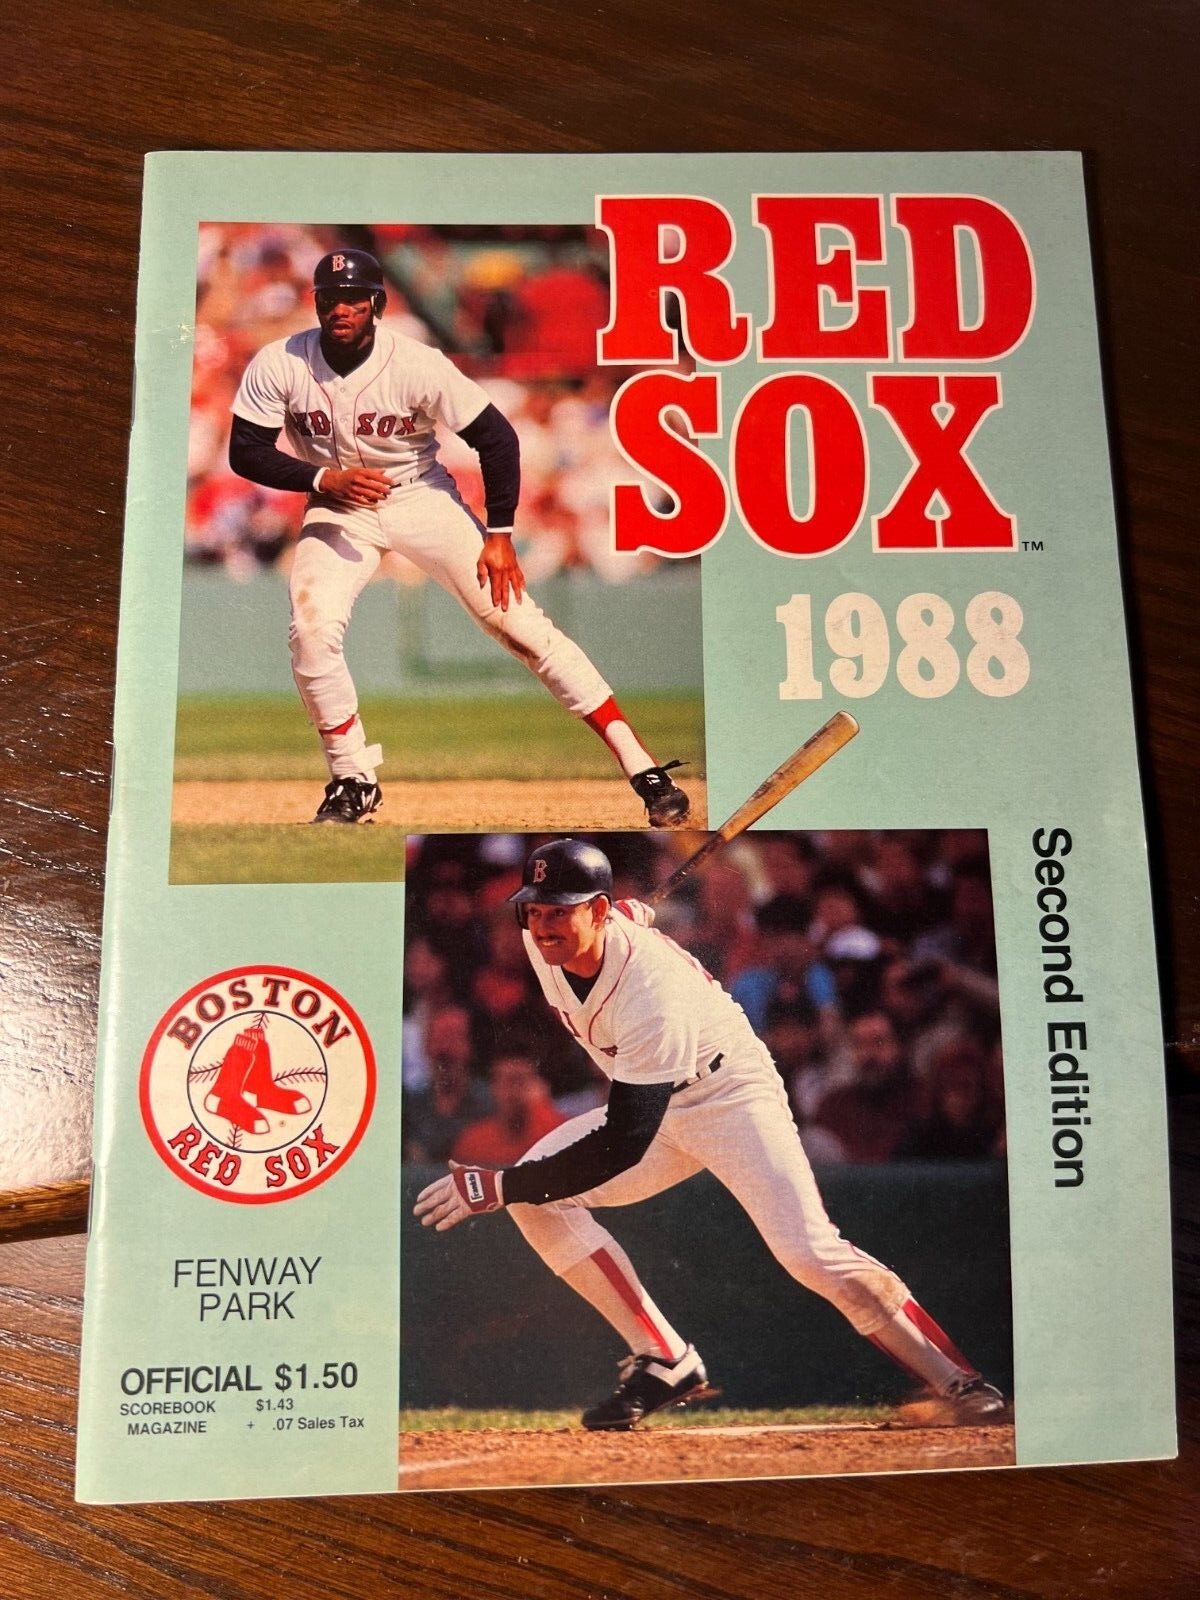 RED
SOX
TM
1988
B
RED SOX
B
Second Edition
BOSTON
RED SOX
®
Franklin
FENWAY
PARK
OFFICIAL $1.50
SCOREBOOK $1.43
MAGAZINE + .07 Sales Tax